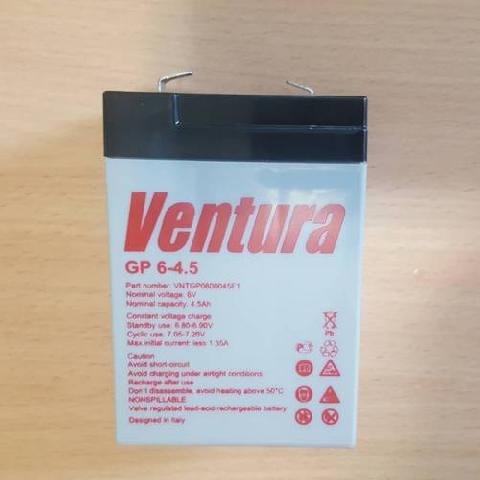 Ventura
GP 6-4.5
Part number: VNTGP0600045F1
Nominal voltage: 6V
Nominal capacity: 4.5Ah
Constant voltage charge
Standby use: 6.80-6.90V
Cyclic use: 7.05-7.20V
Max.initial current: less 1.35A
Caution
Avoid short-circuit
Avoid charging under airtight conditions
Recharge after use
Don't disassemble, avoid heating above 50°C
NONSPILLABLE
Valve regulated lead-acid rechargeable battery
Designed in Italy
Pb